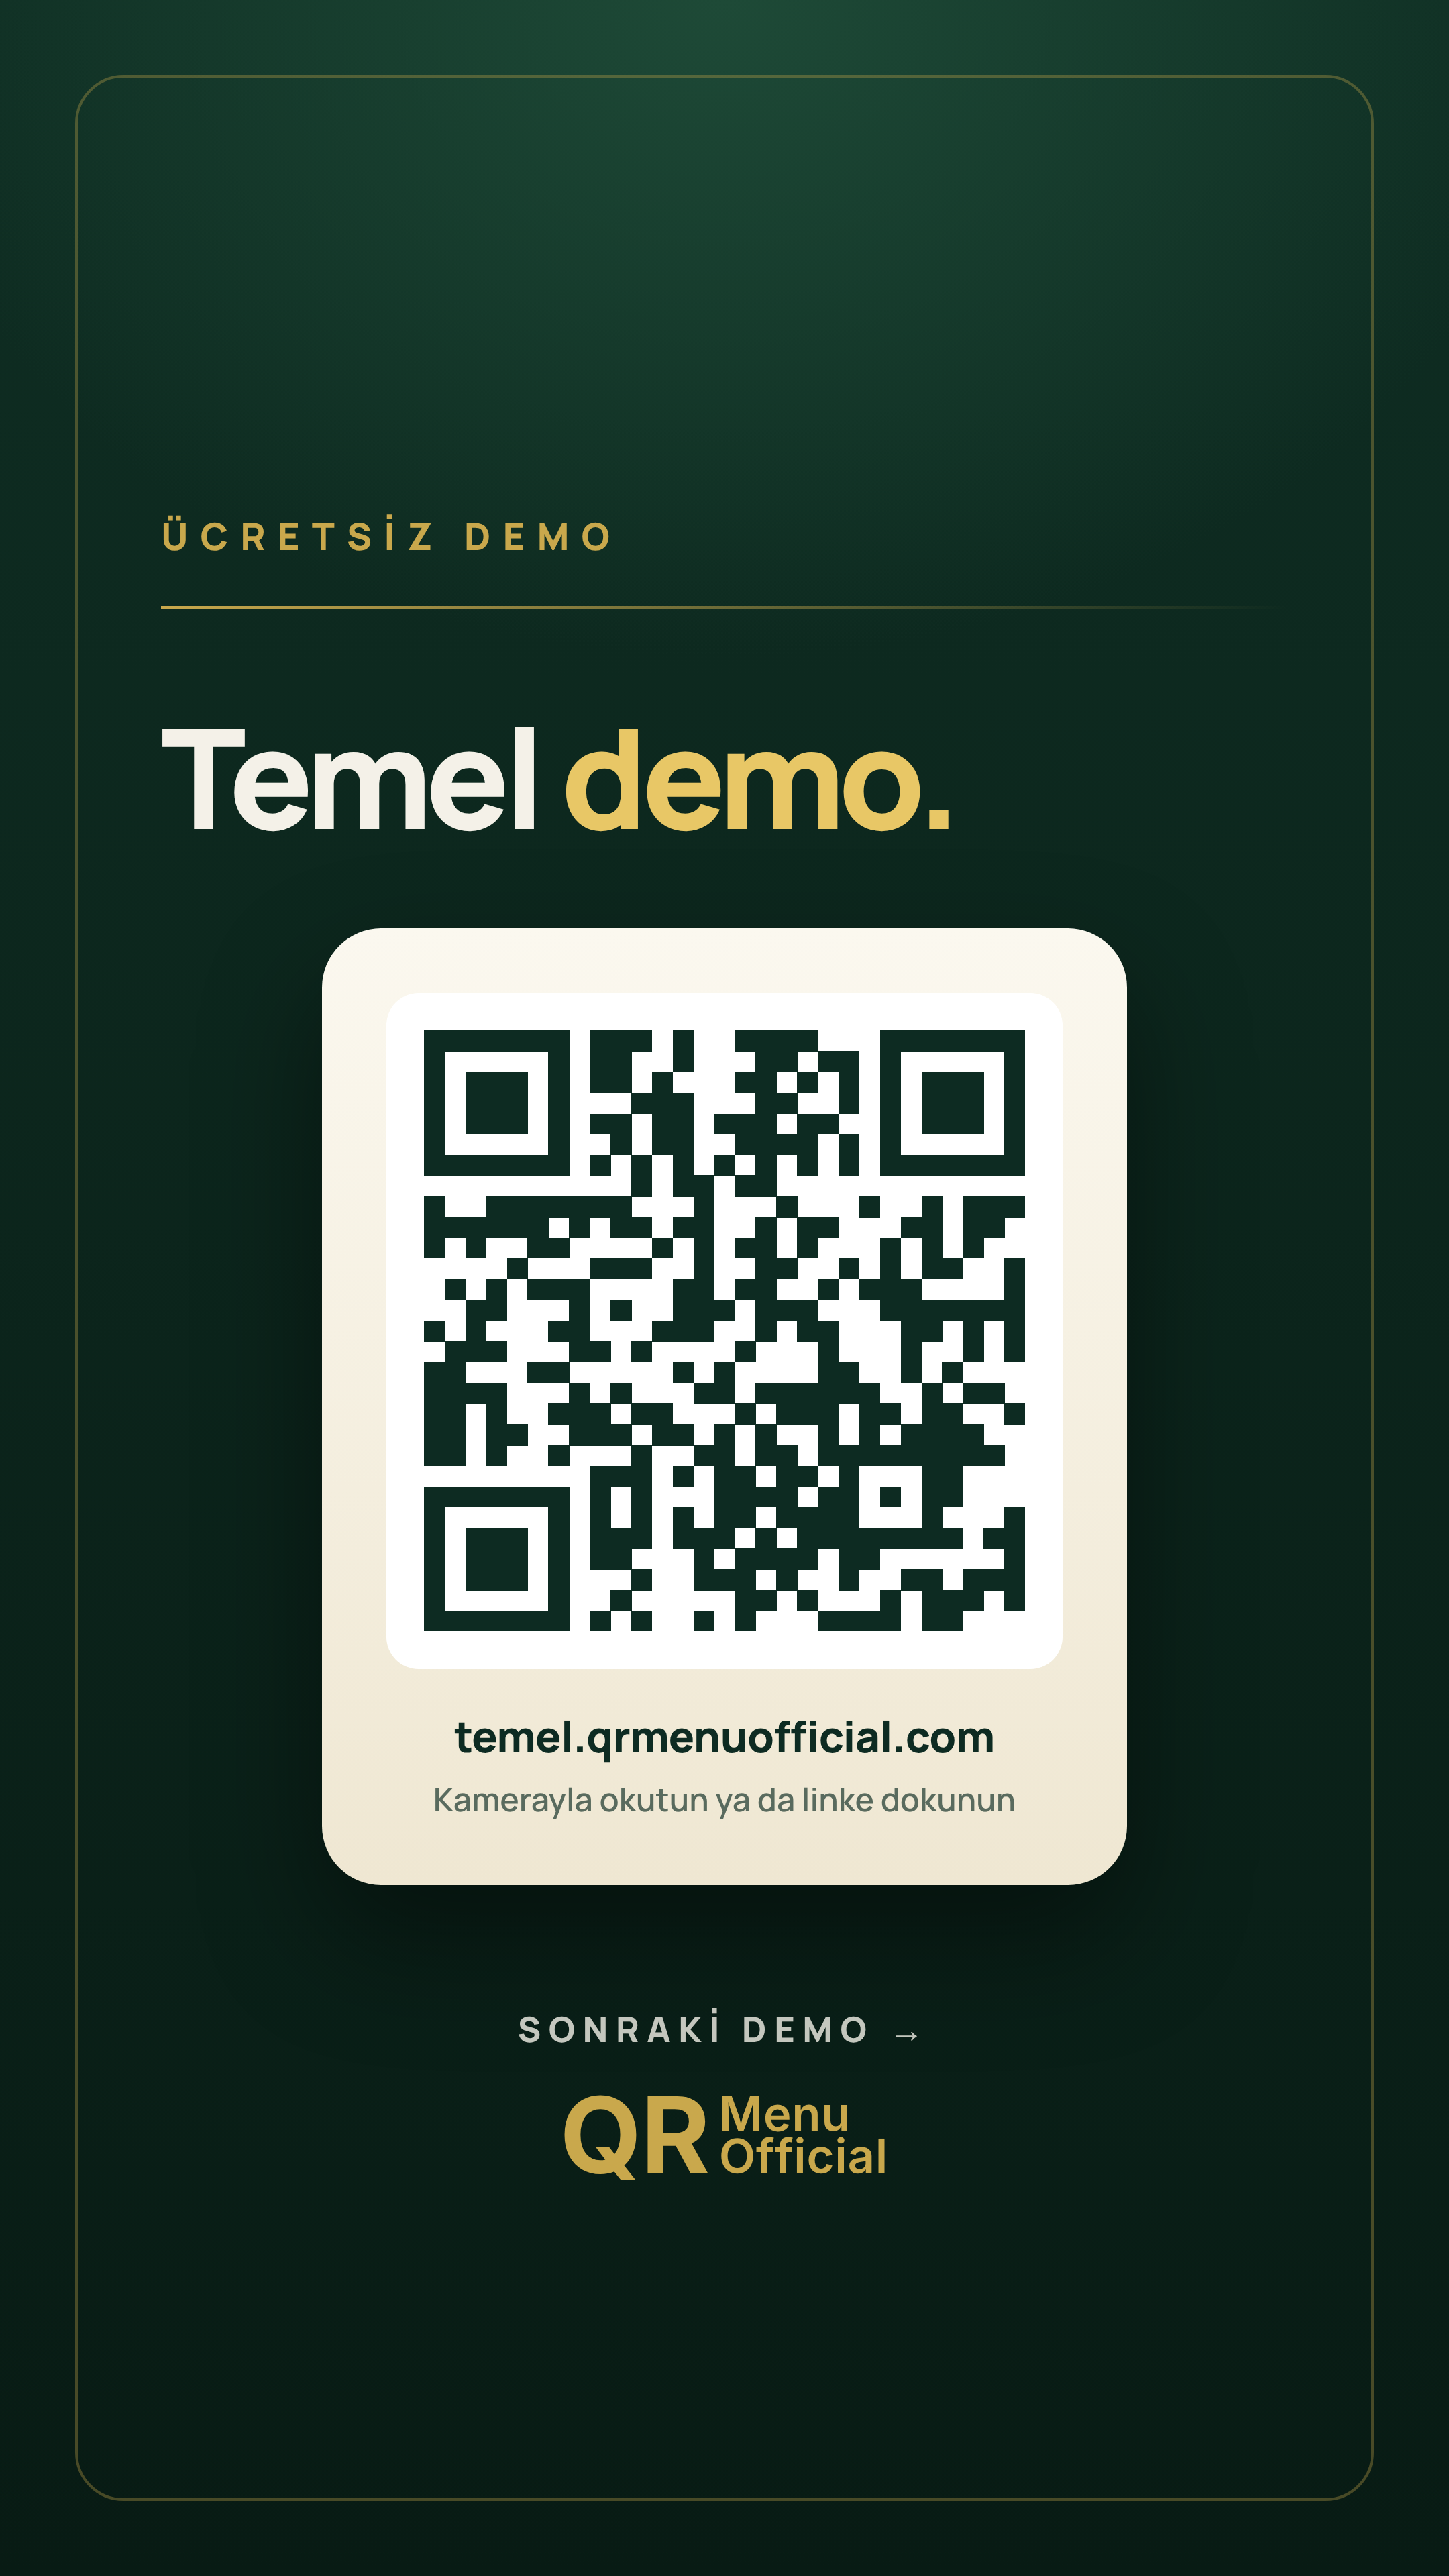 ÜCRETSİZ DEMO
Temel demo.
temel.qrmenuofficial.com
Kamerayla okutun ya da linke dokunun
SONRAKİ DEMO →
QR Menu
Official